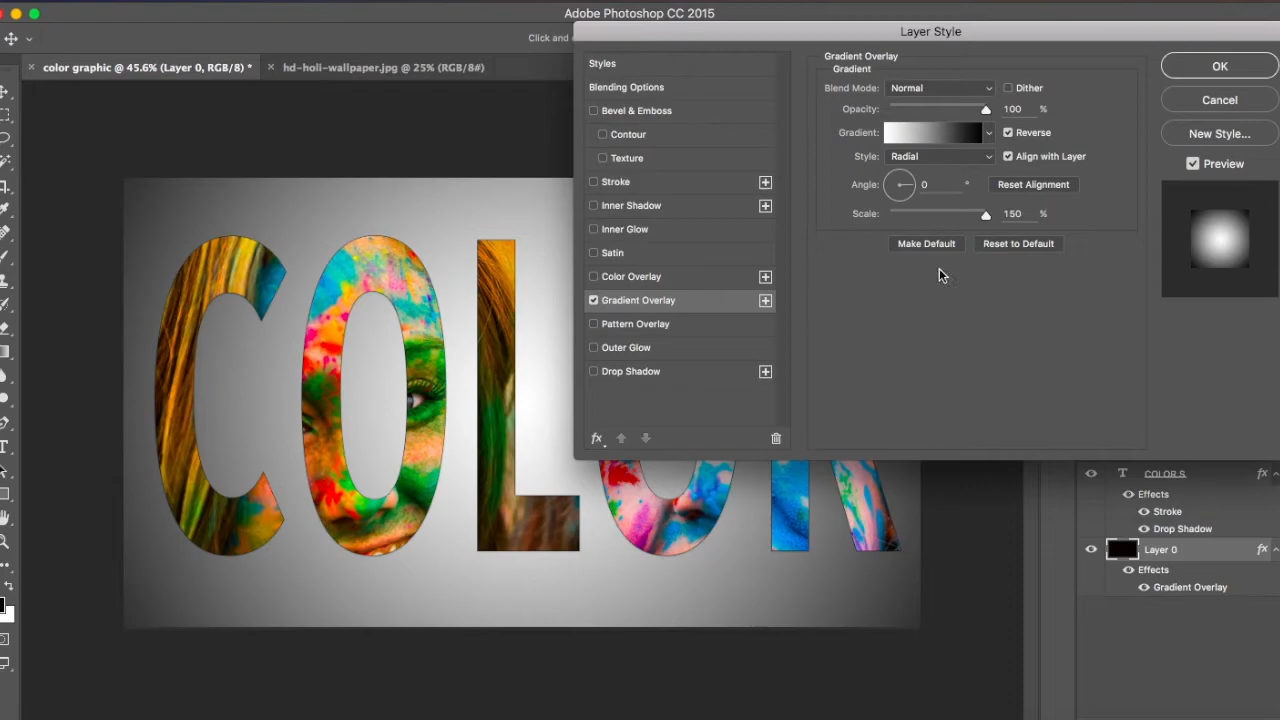 Adobe Photoshop CC 2015
Click and
color graphic @ 45.6% (Layer 0, RGB/8) *
hd-holi-wallpaper.jpg @ 25% (RGB/8#)
Layer Style
Styles
Blending Options
Bevel & Emboss
Contour
Texture
Stroke
Inner Shadow
Inner Glow
Satin
Color Overlay
Gradient Overlay
Pattern Overlay
Outer Glow
Drop Shadow
fx
Gradient Overlay
Gradient
Blend Mode: Normal Dither
Opacity: 100 %
Gradient: Reverse
Style: Radial Align with Layer
Angle: 0 ° Reset Alignment
Scale: 150 %
Make Default Reset to Default
OK
Cancel
New Style...
Preview
COLOR
T COLOR S fx
Effects
Stroke
Drop Shadow
Layer 0 fx
Effects
Gradient Overlay